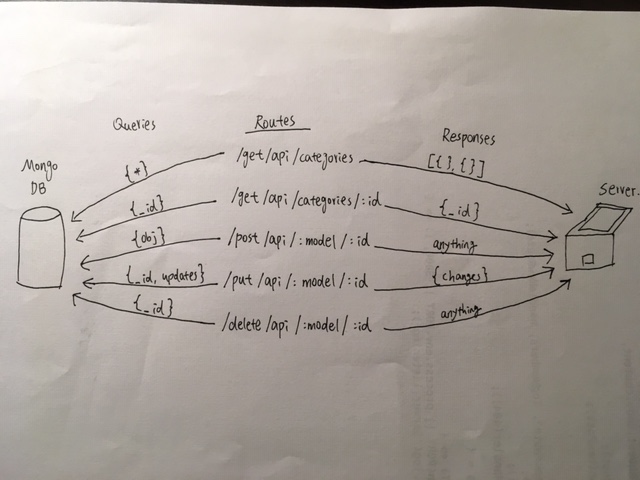 Queries
Routes
Responses
Mongo
DB
Server.
{*}
/get/api/categories
[{},{}]
{_id}
/get/api/categories/:id
{_id}
{obj}
/post/api/:model/:id
anything
{_id, updates}
/put/api/:model/:id
{changes}
{_id}
/delete/api/:model/:id
anything